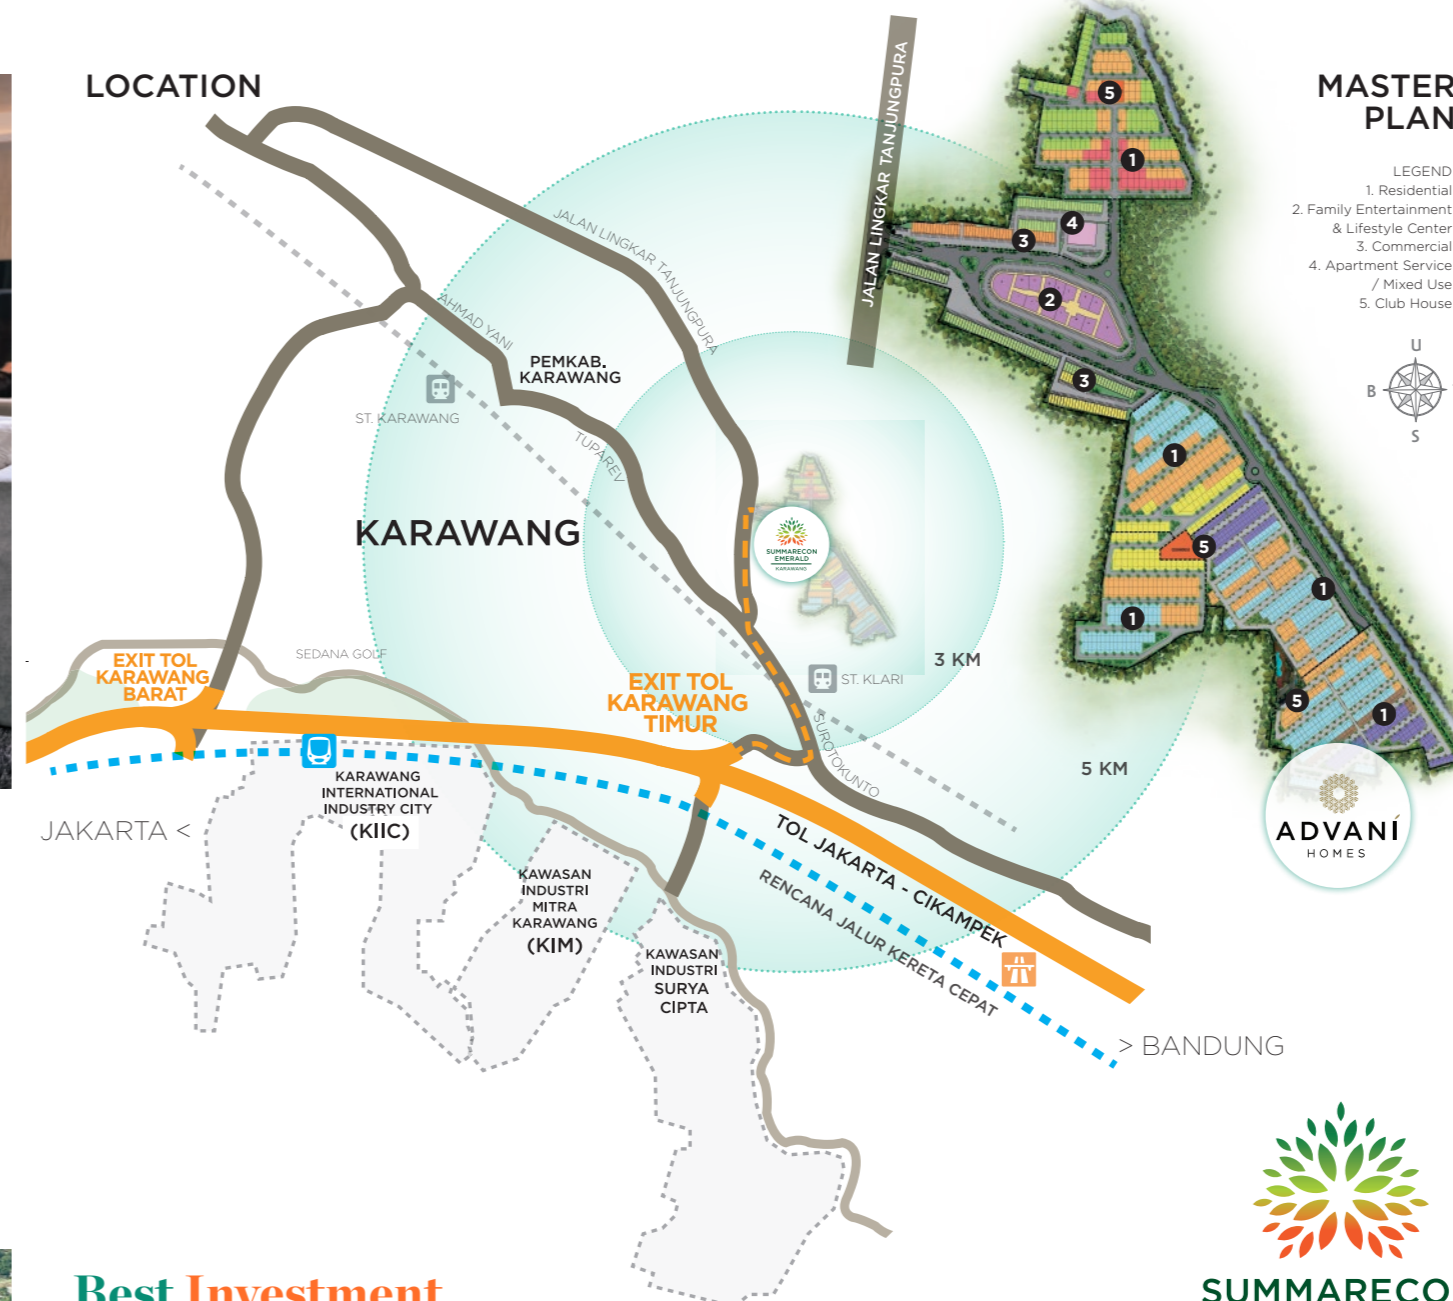 LOCATION
JALAN LINGKAR TANJUNGPURA
JALAN LINGKAR TANJUNGPURA
AHMAD YANI
PEMKAB.
KARAWANG
ST. KARAWANG
TUPAREV
KARAWANG
SUMMARECON
EMERALD
KARAWANG
3 KM
5 KM
ST. KLARI
SUROTOKUNTO
SEDANA GOLF
EXIT TOL
KARAWANG
BARAT
EXIT TOL
KARAWANG
TIMUR
KARAWANG
INTERNATIONAL
INDUSTRY CITY
(KIIC)
JAKARTA <
KAWASAN
INDUSTRI
MITRA
KARAWANG
(KIM)
KAWASAN
INDUSTRI
SURYA
CIPTA
TOL JAKARTA - CIKAMPEK
RENCANA JALUR KERETA CEPAT
> BANDUNG
MASTER
PLAN
LEGEND
1. Residential
2. Family Entertainment
& Lifestyle Center
3. Commercial
4. Apartment Service
/ Mixed Use
5. Club House
U
B
S
5
1
4
3
2
3
1
5
1
1
5
1
ADVANÍ
HOMES
Best Investment
SUMMARECO